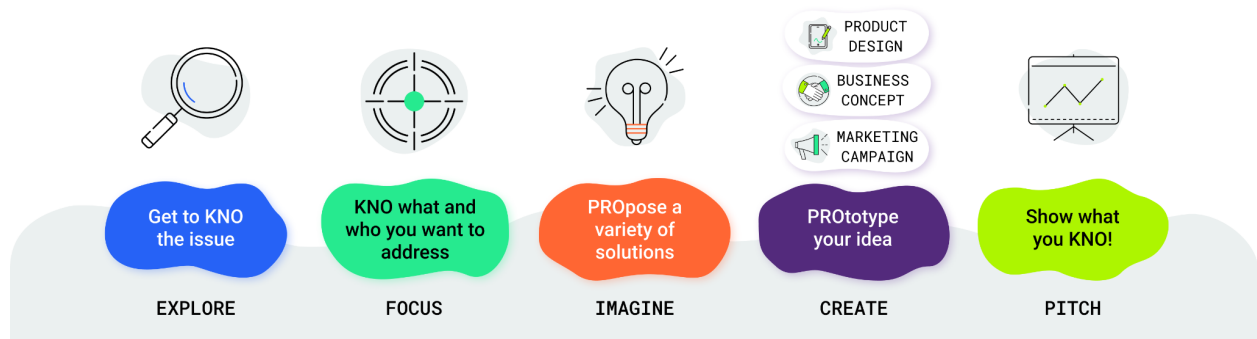 PRODUCT
DESIGN
BUSINESS
CONCEPT
MARKETING
CAMPAIGN
Get to KNO
the issue
KNO what and
who you want to
address
PROpose a
variety of
solutions
PROtotype
your idea
Show what
you KNO!
EXPLORE
FOCUS
IMAGINE
CREATE
PITCH